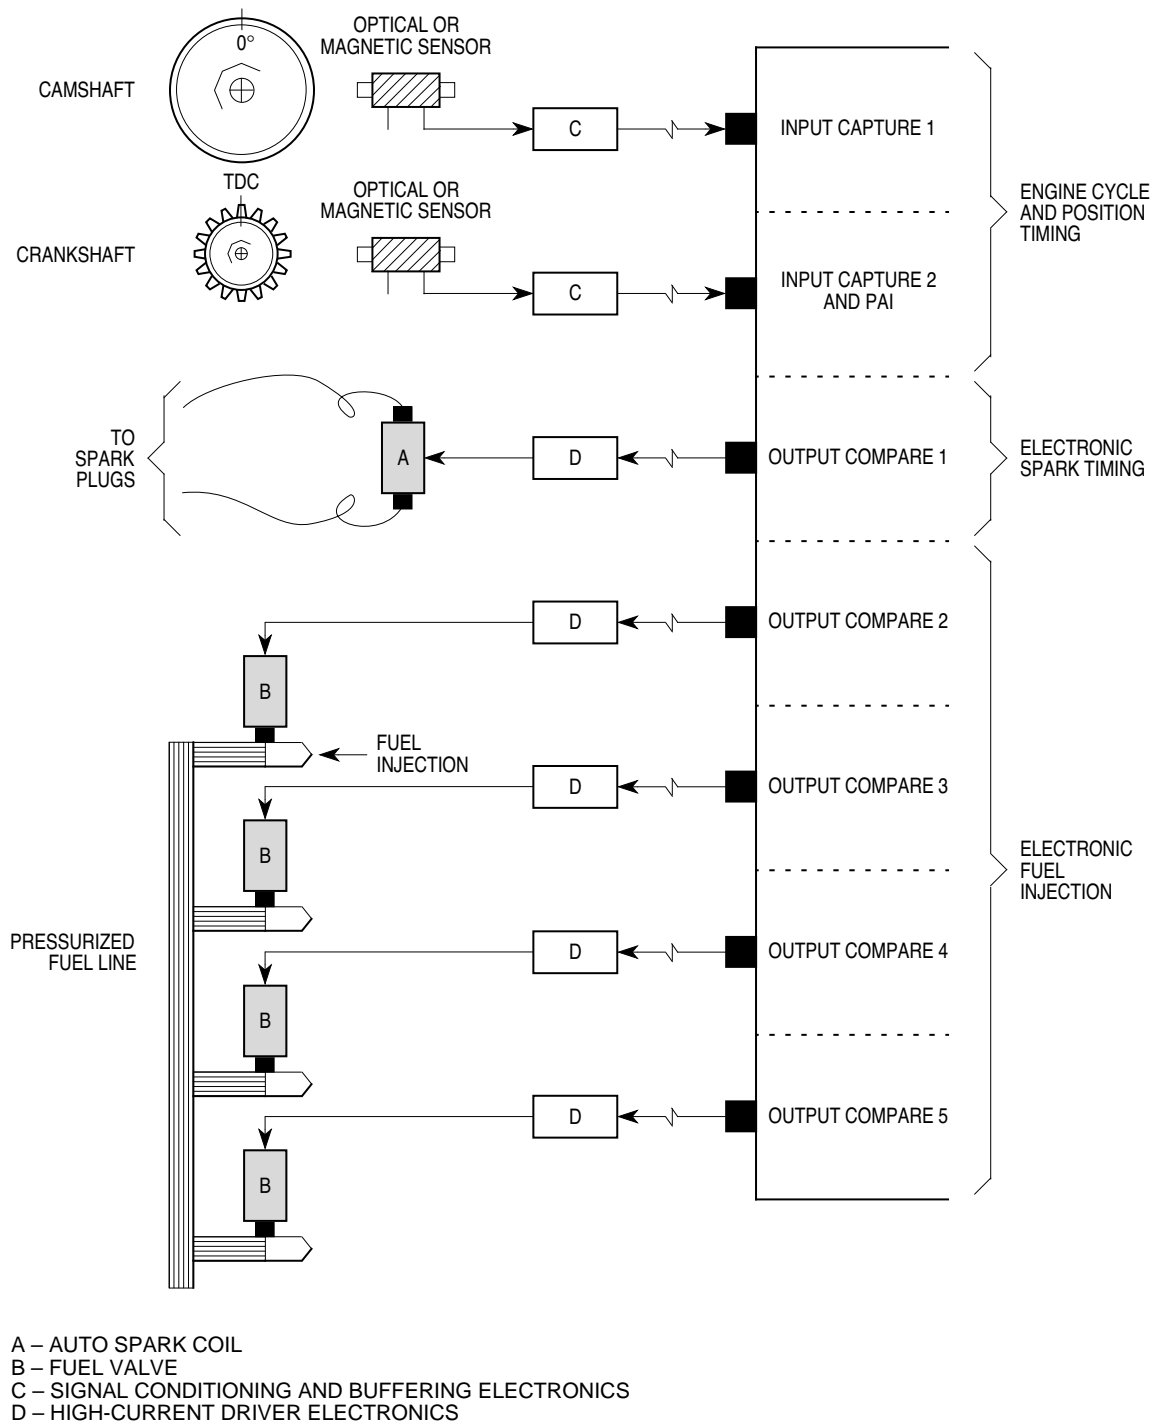 0°
OPTICAL OR
MAGNETIC SENSOR
CAMSHAFT
C
INPUT CAPTURE 1
TDC
OPTICAL OR
MAGNETIC SENSOR
CRANKSHAFT
C
INPUT CAPTURE 2
AND PAI
ENGINE CYCLE
AND POSITION
TIMING
TO
SPARK
PLUGS
A
D
OUTPUT COMPARE 1
ELECTRONIC
SPARK TIMING
D
OUTPUT COMPARE 2
B
FUEL
INJECTION
D
OUTPUT COMPARE 3
B
ELECTRONIC
FUEL
INJECTION
PRESSURIZED
FUEL LINE
D
OUTPUT COMPARE 4
B
D
OUTPUT COMPARE 5
B
A – AUTO SPARK COIL
B – FUEL VALVE
C – SIGNAL CONDITIONING AND BUFFERING ELECTRONICS
D – HIGH-CURRENT DRIVER ELECTRONICS